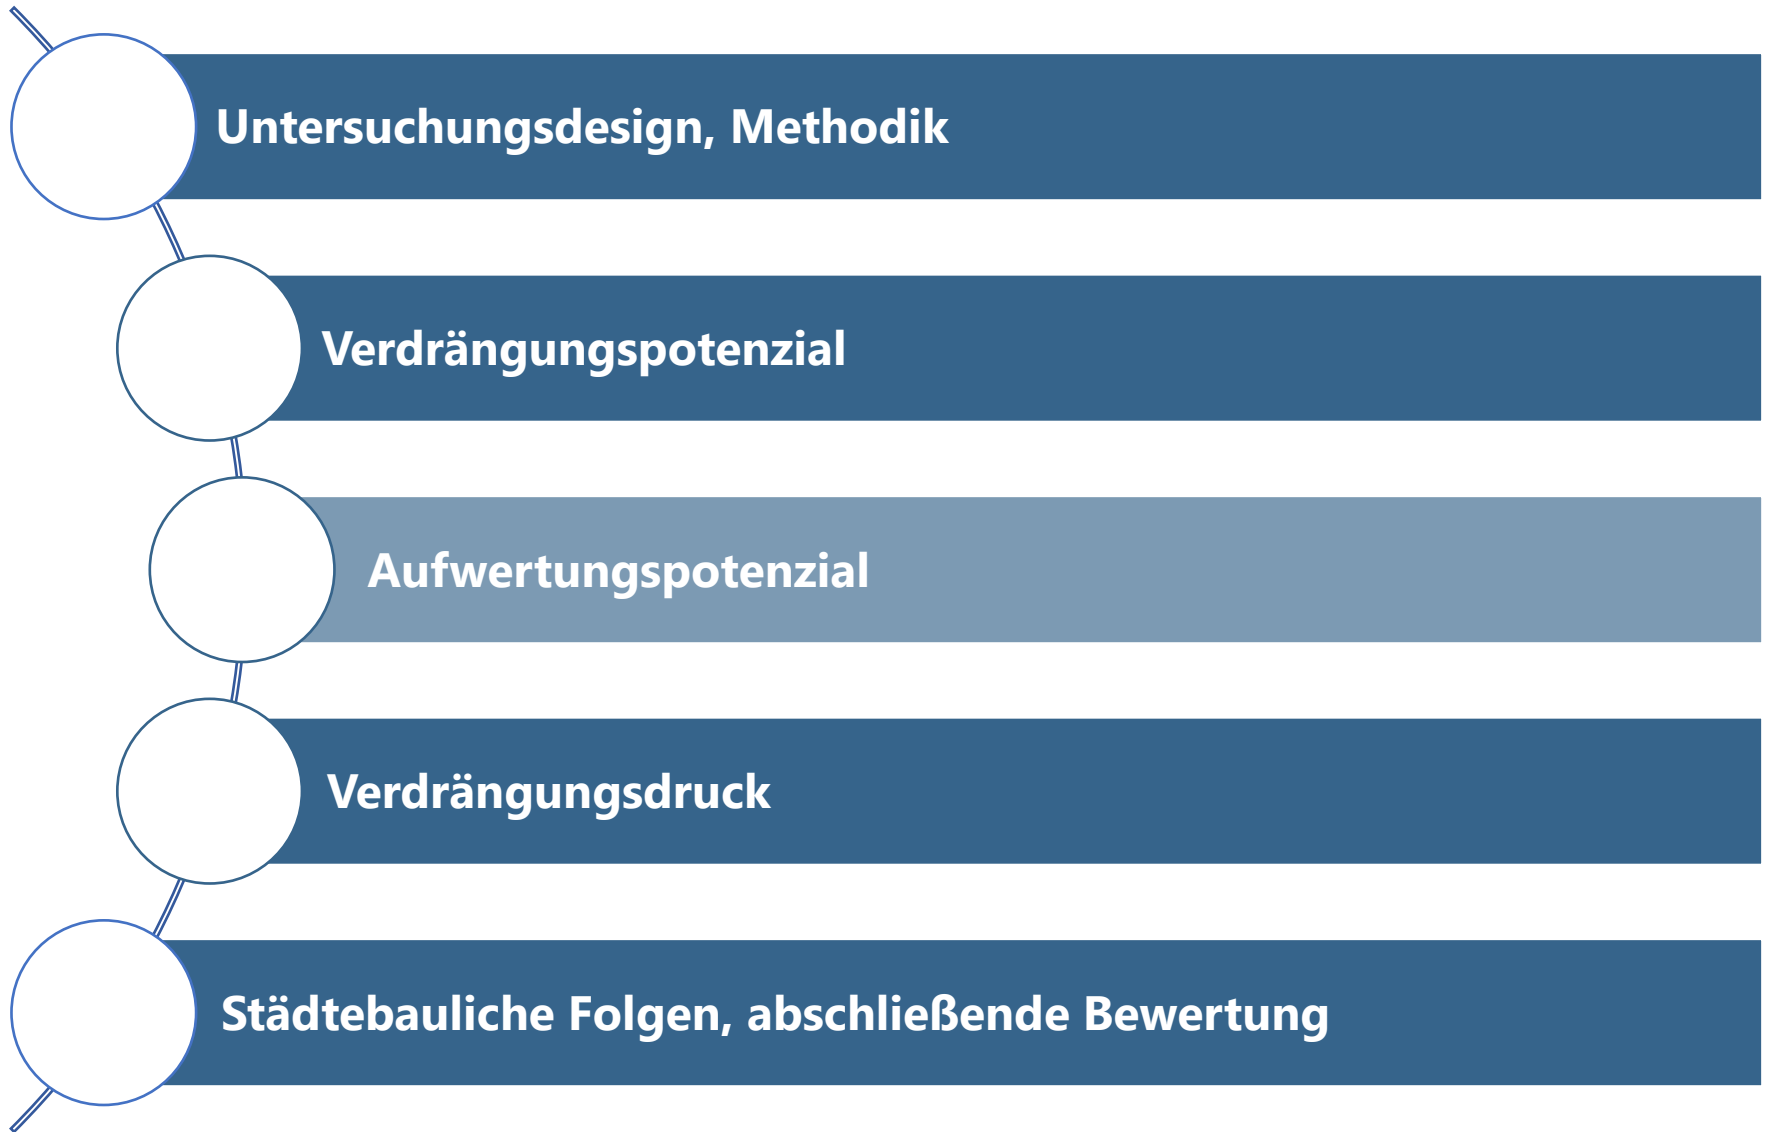 Untersuchungsdesign, Methodik
Verdrängungspotenzial
Aufwertungspotenzial
Verdrängungsdruck
Städtebauliche Folgen, abschließende Bewertung